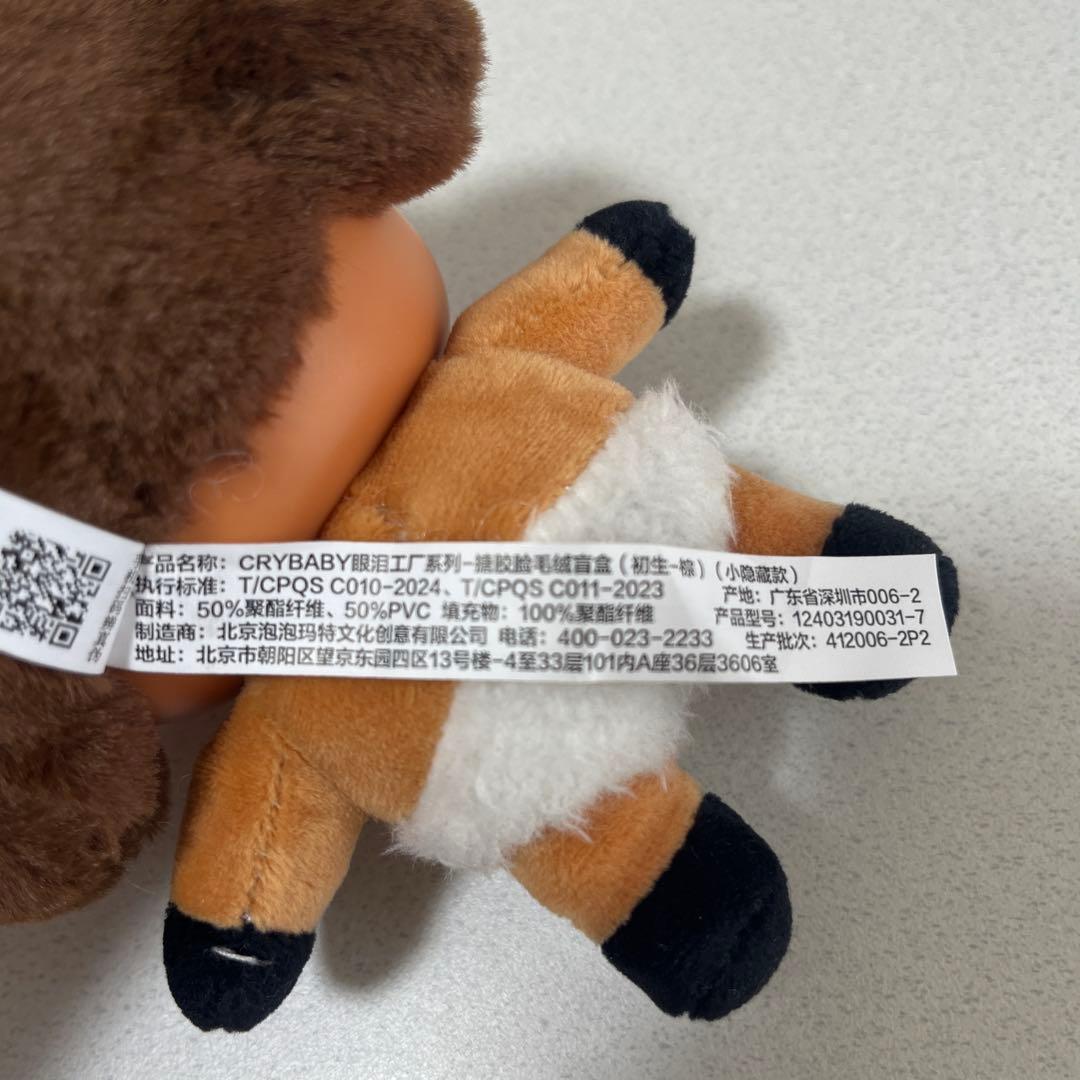 产品名称：CRYBABY眼泪工厂系列-搪胶脸毛绒盲盒（初生-棕）（小隐藏款）
执行标准：T/CPQS C010-2024、T/CPQS C011-2023 产地：广东省深圳市006-2
面料：50%聚酯纤维、50%PVC 填充物：100%聚酯纤维 产品型号：12403190031-7
制造商：北京泡泡玛特文化创意有限公司 电话：400-023-2233 生产批次：412006-2P2
地址：北京市朝阳区望京东园四区13号楼-4至33层101内A座36层3606室